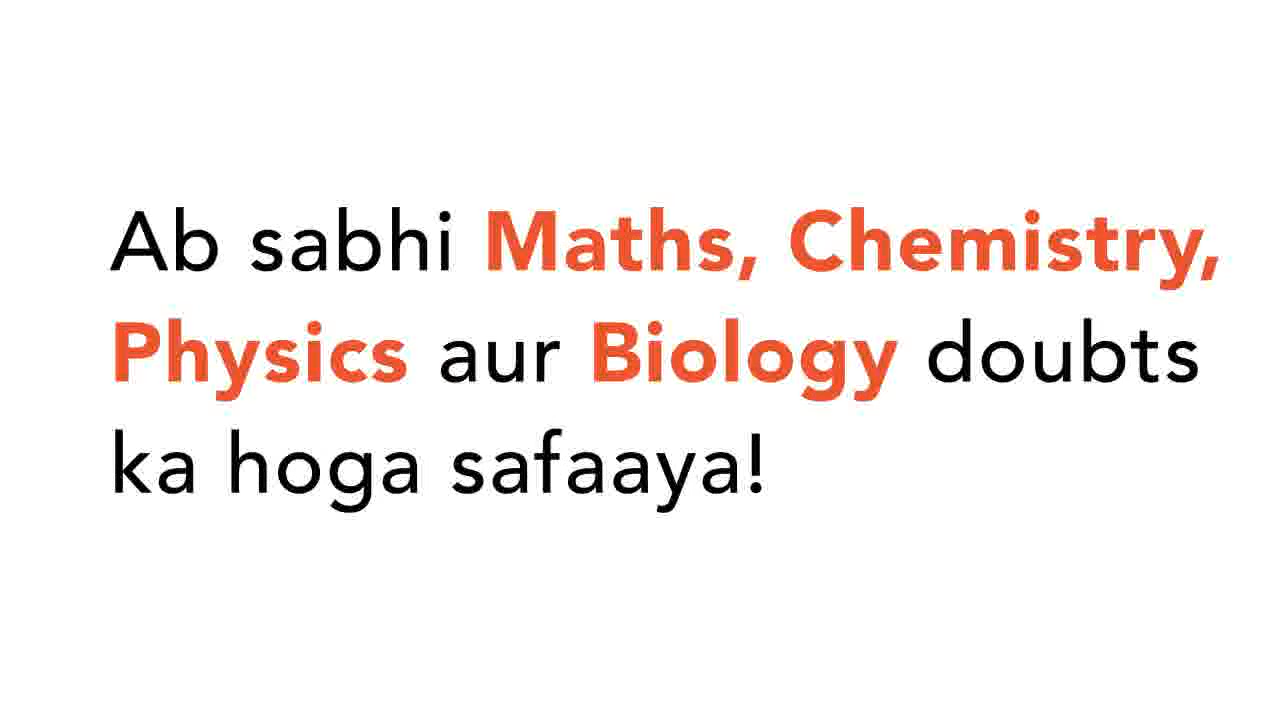 Ab sabhi Maths, Chemistry,
Physics aur Biology doubts
ka hoga safaaya!